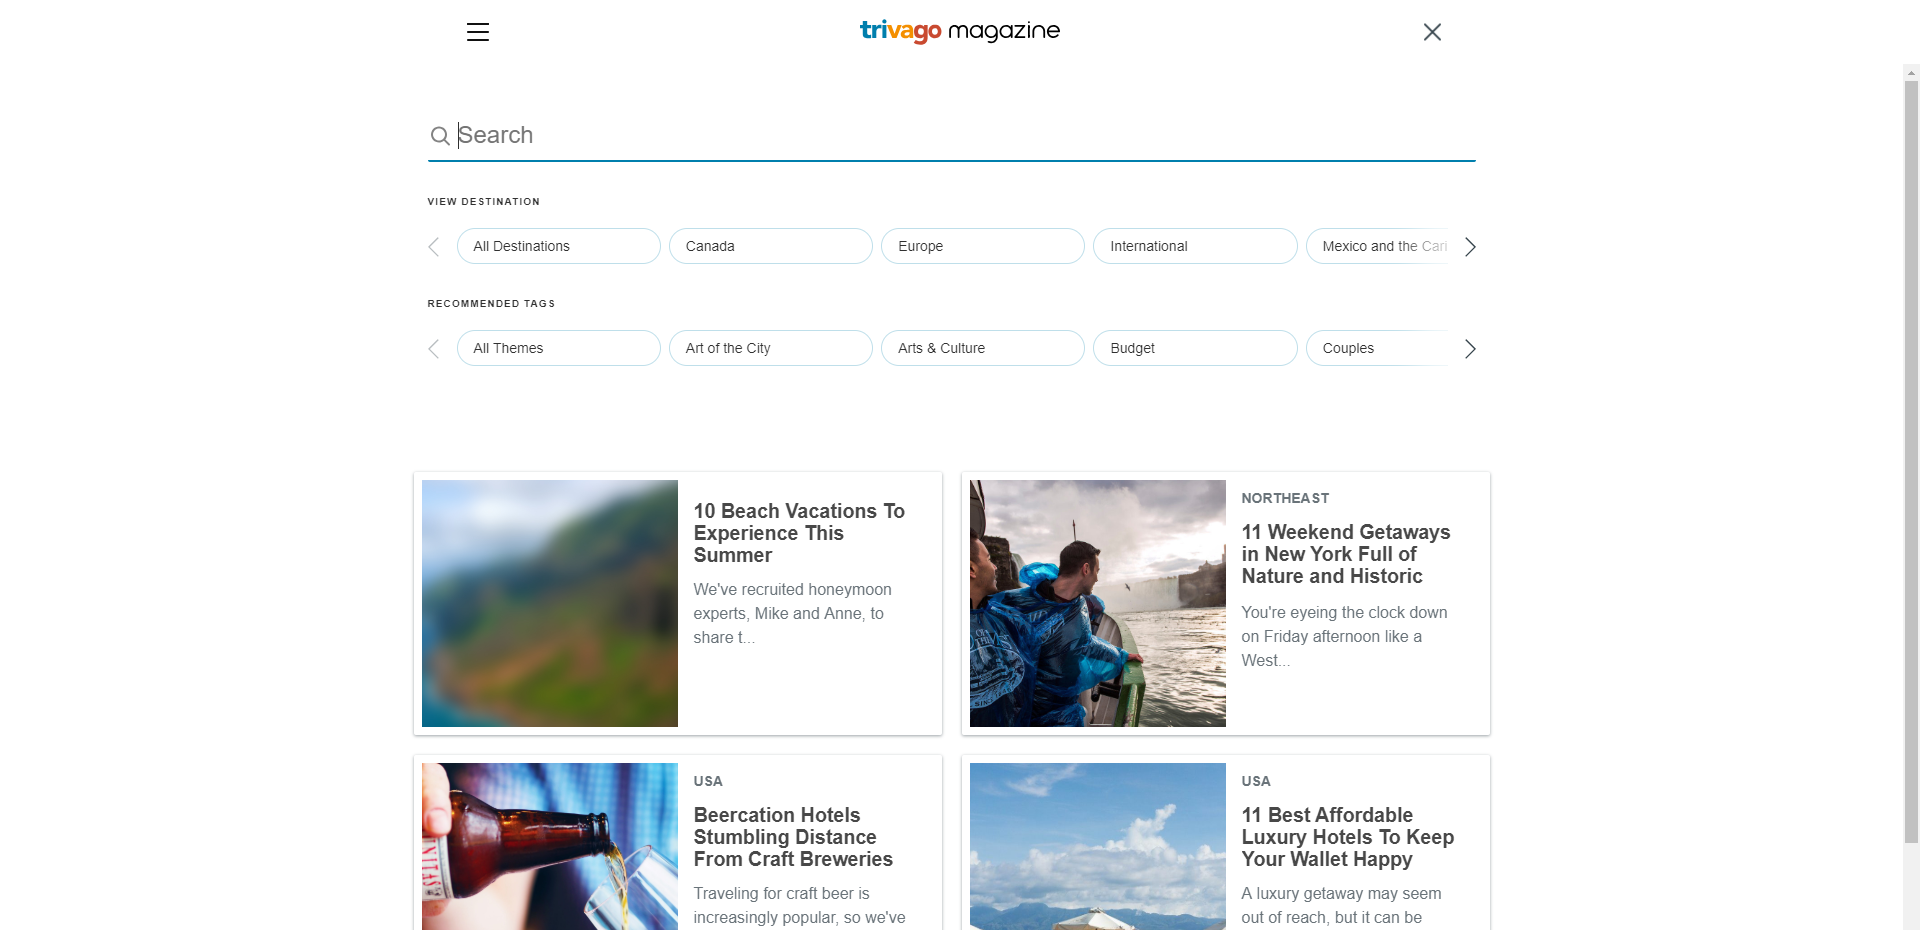 trivago magazine
Search
VIEW DESTINATION
All Destinations
Canada
Europe
International
Mexico and the Cari
RECOMMENDED TAGS
All Themes
Art of the City
Arts & Culture
Budget
Couples
10 Beach Vacations To
Experience This
Summer
We've recruited honeymoon
experts, Mike and Anne, to
share t...
NORTHEAST
11 Weekend Getaways
in New York Full of
Nature and Historic
You're eyeing the clock down
on Friday afternoon like a
West...
USA
Beercation Hotels
Stumbling Distance
From Craft Breweries
Traveling for craft beer is
increasingly popular, so we've
USA
11 Best Affordable
Luxury Hotels To Keep
Your Wallet Happy
A luxury getaway may seem
out of reach, but it can be